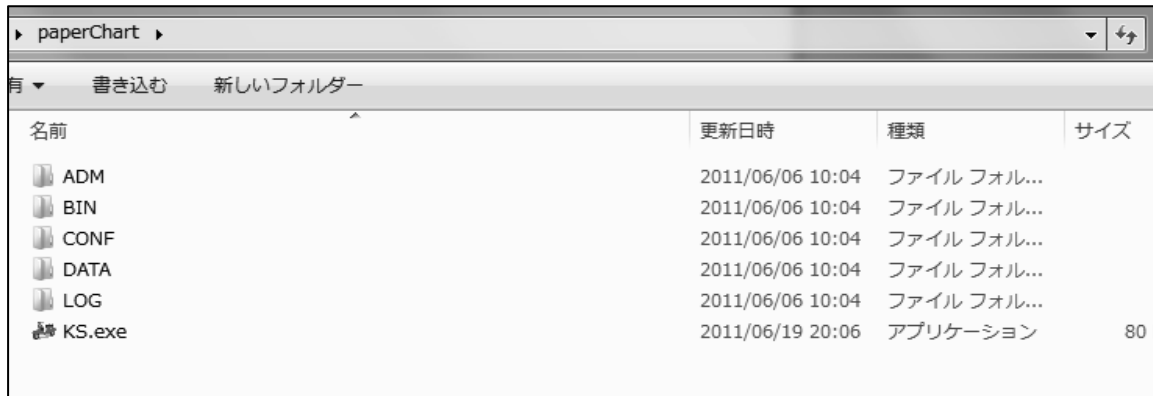 paperChart
有 書き込む 新しいフォルダー
名前 更新日時 種類 サイズ
ADM 2011/06/06 10:04 ファイル フォル...
BIN 2011/06/06 10:04 ファイル フォル...
CONF 2011/06/06 10:04 ファイル フォル...
DATA 2011/06/06 10:04 ファイル フォル...
LOG 2011/06/06 10:04 ファイル フォル...
KS.exe 2011/06/19 20:06 アプリケーション 80